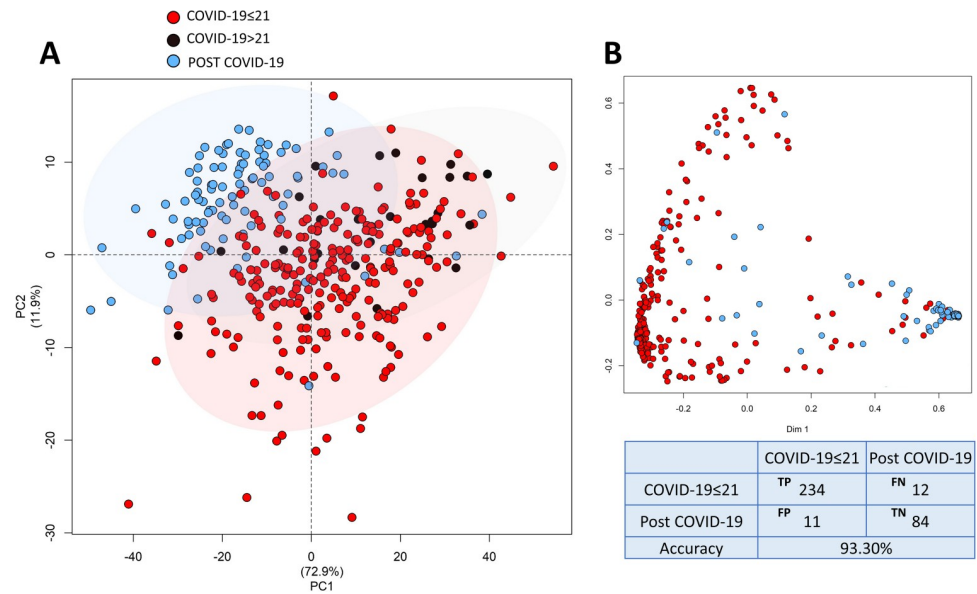 COVID-19≤21
COVID-19>21
POST COVID-19
A
10
0
-10
-20
-30
PC2
(11.9%)
-40
-20
0
20
40
(72.9%)
PC1
B
0.6
0.4
0.2
0.0
-0.2
-0.2
0.0
0.2
0.4
0.6
Dim 1
COVID-19≤21 Post COVID-19
COVID-19≤21 TP 234 FN 12
Post COVID-19 FP 11 TN 84
Accuracy 93.30%